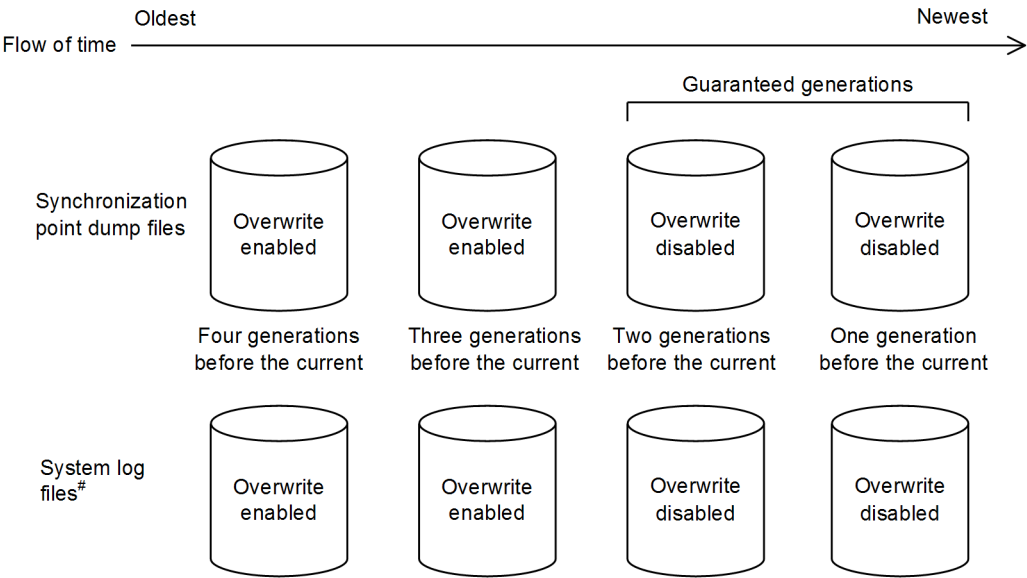 Oldest
Newest
Flow of time
Guaranteed generations
Synchronization
point dump files
Overwrite
enabled
Overwrite
enabled
Overwrite
disabled
Overwrite
disabled
Four generations
before the current
Three generations
before the current
Two generations
before the current
One generation
before the current
System log
files#
Overwrite
enabled
Overwrite
enabled
Overwrite
disabled
Overwrite
disabled